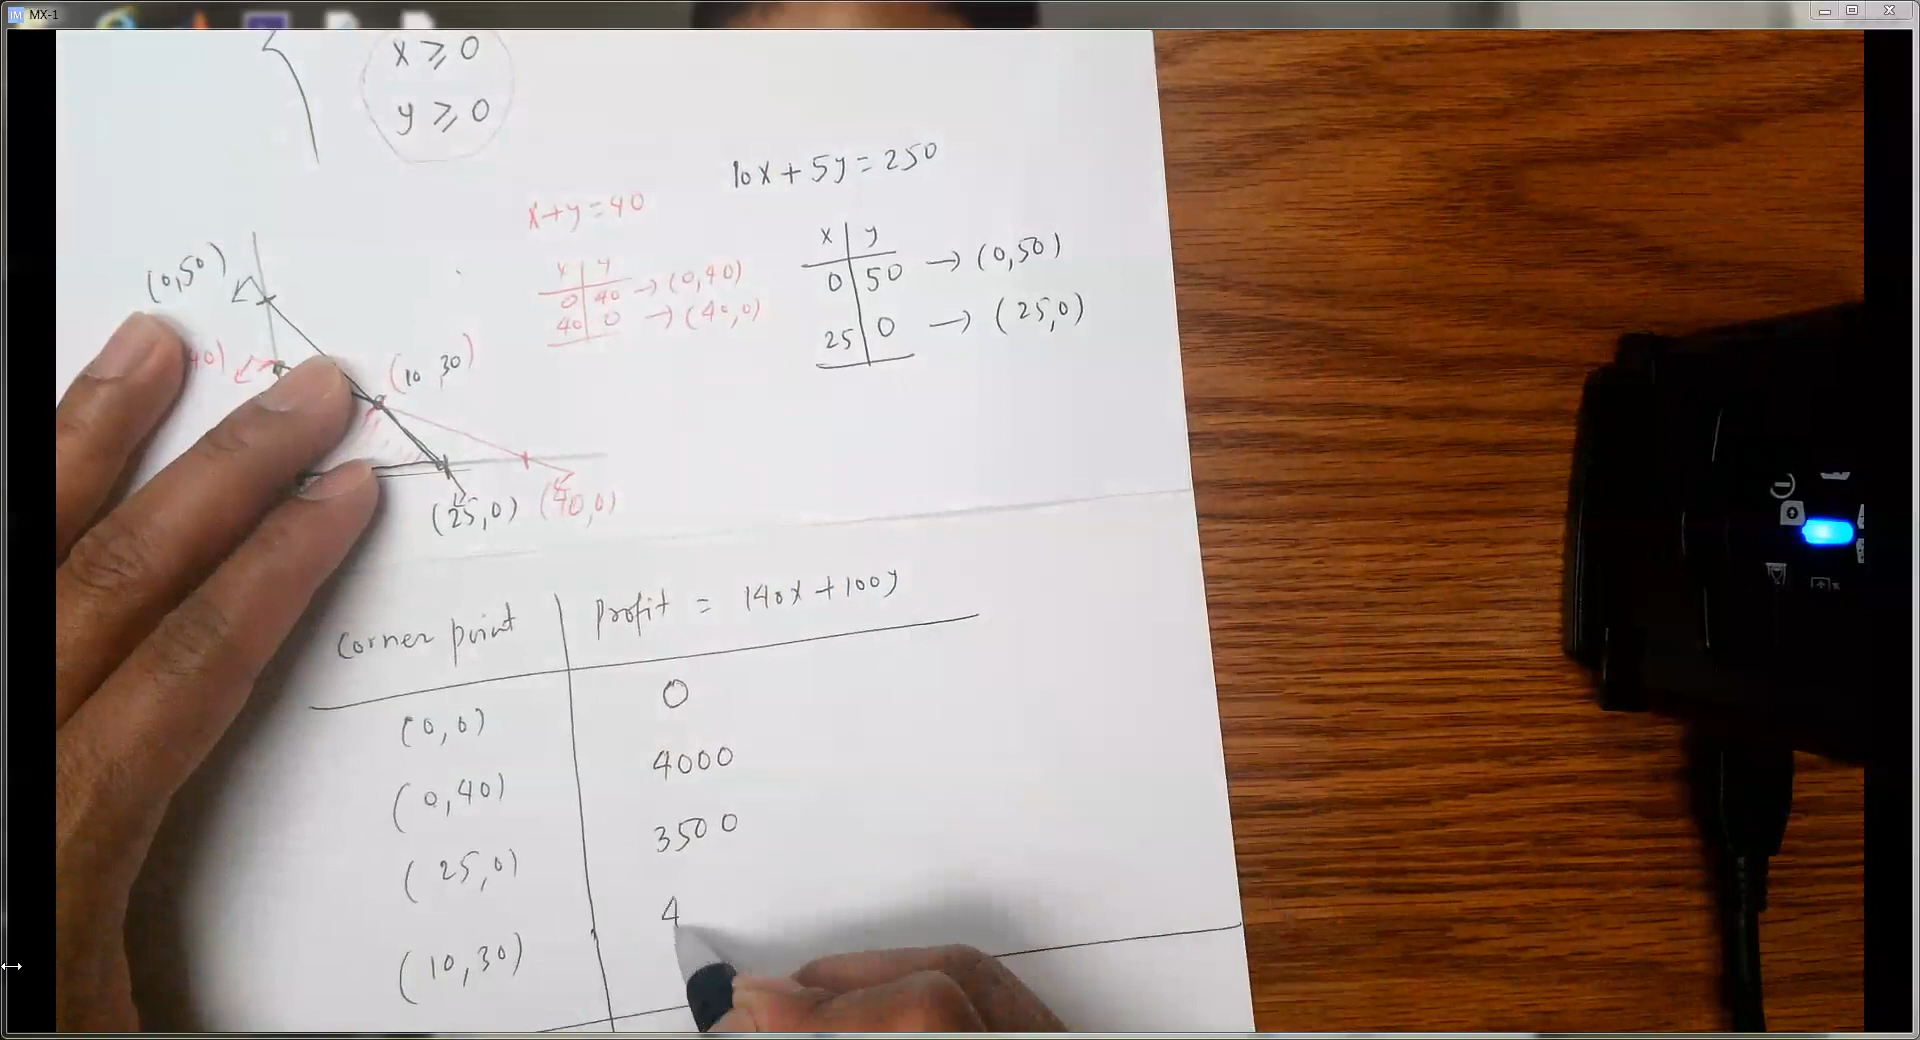 MX-1
x ≥ 0
y ≥ 0
10x + 5y = 250
x+y=40
x | y
0 | 40 → (0,40)
40 | 0 → (40,0)
x | y
0 | 50 → (0,50)
25 | 0 → (25,0)
(0,50)
40)
(10,30)
(25,0) (40,0)
Corner point | Profit = 140x + 100y
(0,0) 0
(0,40) 4000
(25,0) 3500
(10,30) 4